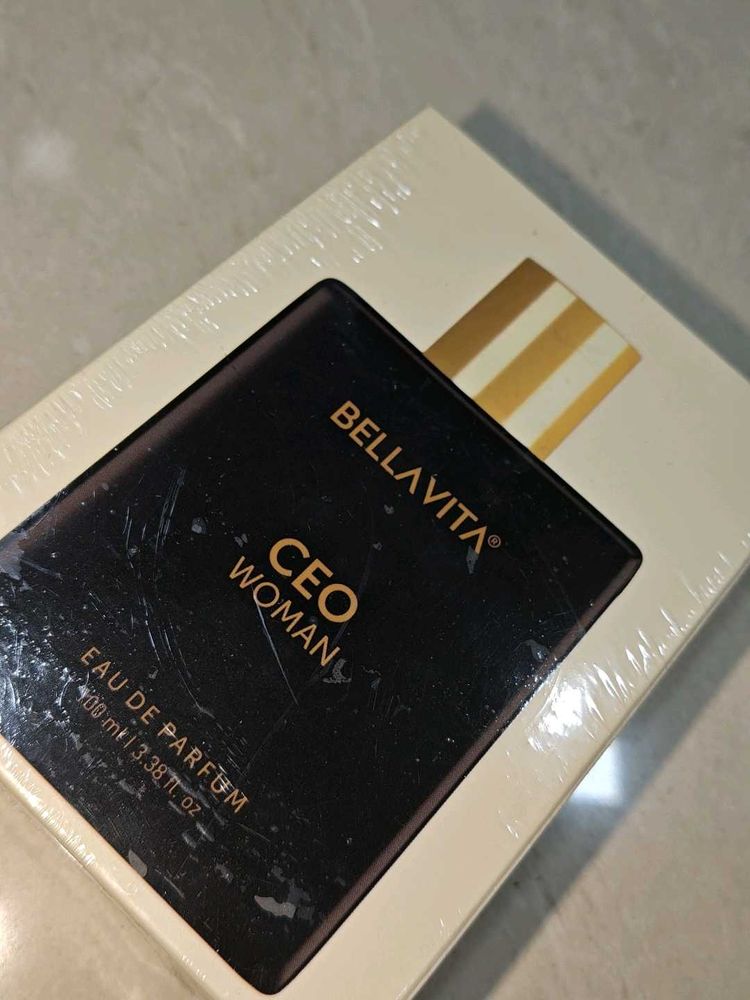 BELLAVITA®
CEO
WOMAN
EAU DE PARFUM
100 ml | 3.38 fl. oz